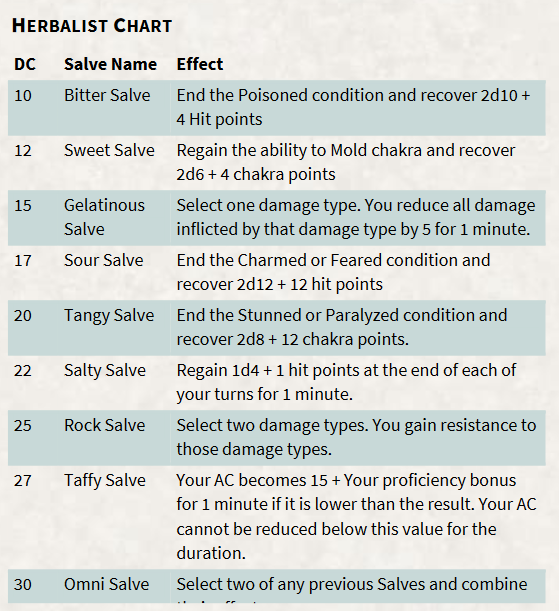 HERBALIST CHART
DC Salve Name Effect
10 Bitter Salve End the Poisoned condition and recover 2d10 +
4 Hit points
12 Sweet Salve Regain the ability to Mold chakra and recover
2d6 + 4 chakra points
15 Gelatinous Select one damage type. You reduce all damage
Salve inflicted by that damage type by 5 for 1 minute.
17 Sour Salve End the Charmed or Feared condition and
recover 2d12 + 12 hit points
20 Tangy Salve End the Stunned or Paralyzed condition and
recover 2d8 + 12 chakra points.
22 Salty Salve Regain 1d4 + 1 hit points at the end of each of
your turns for 1 minute.
25 Rock Salve Select two damage types. You gain resistance to
those damage types.
27 Taffy Salve Your AC becomes 15 + Your proficiency bonus
for 1 minute if it is lower than the result. Your AC
cannot be reduced below this value for the
duration.
30 Omni Salve Select two of any previous Salves and combine